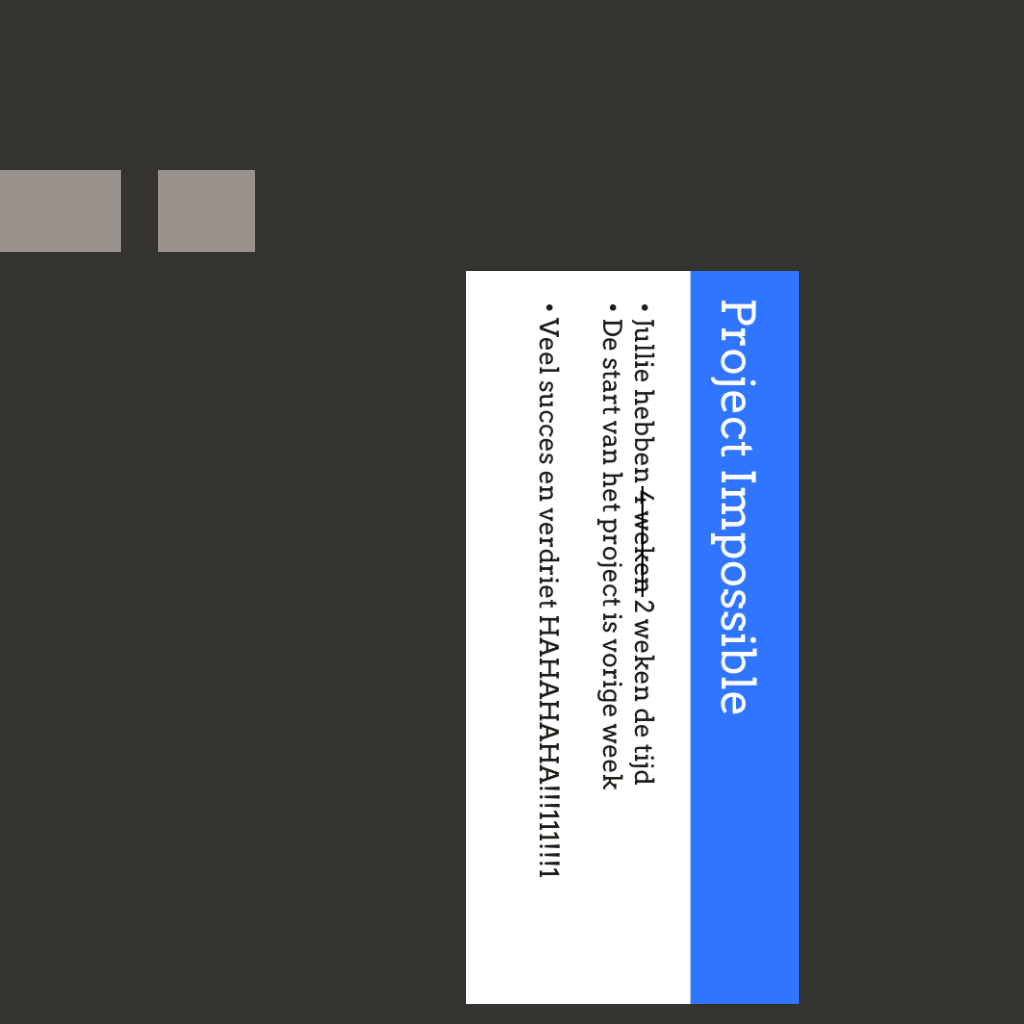 Project Impossible
• Jullie hebben 4 weken 2 weken de tijd
• De start van het project is vorige week
• Veel succes en verdriet HAHAHAHA!!!111!!!1